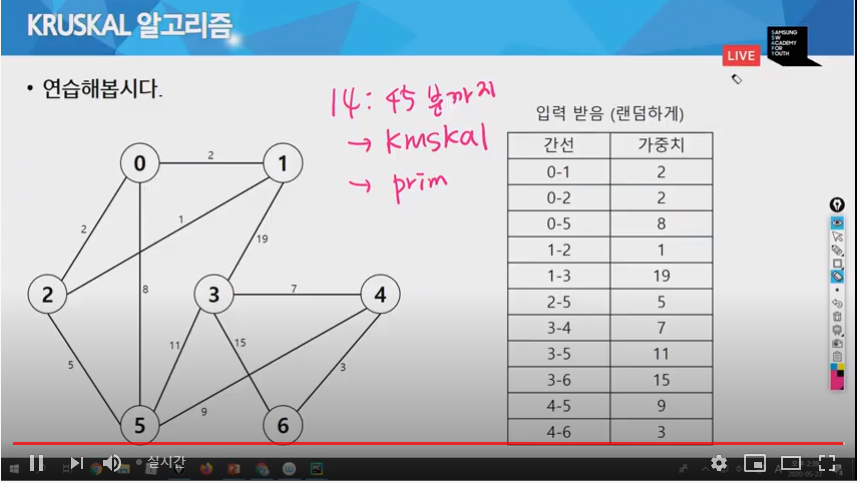 KRUSKAL 알고리즘
LIVE
SAMSUNG
SW
ACADEMY
FOR
YOUTH
• 연습해봅시다.
14: 45 분까지
→ kruskal
→ prim
0
2
1
2
1
19
8
2
3
7
4
5
11
15
3
9
5
6
입력 받음 (랜덤하게)
간선 가중치
0-1 2
0-2 2
0-5 8
1-2 1
1-3 19
2-5 5
3-4 7
3-5 11
3-6 15
4-5 9
4-6 3
실시간
2020-05-22